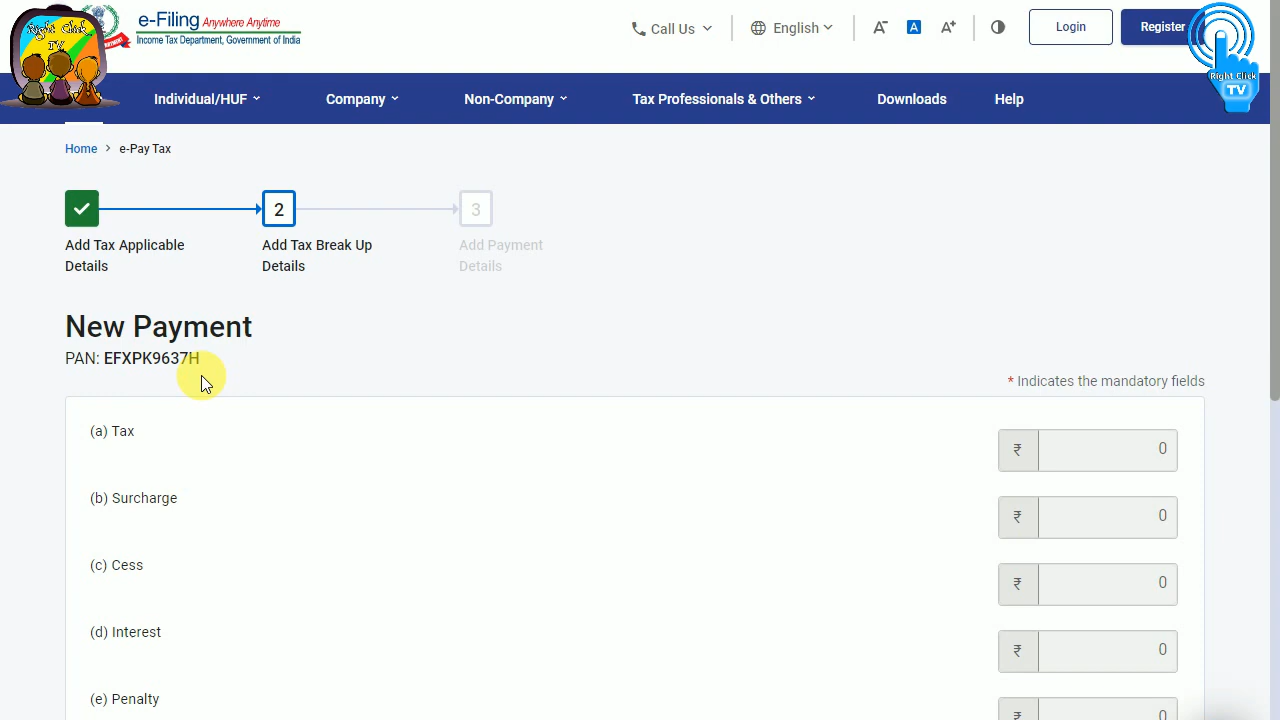 Right Click
TV
e-Filing Anywhere Anytime
Income Tax Department, Government of India
Call Us
English
A-
A
A+
Login
Register
Right Click
TV
Individual/HUF
Company
Non-Company
Tax Professionals & Others
Downloads
Help
Home > e-Pay Tax
2
3
Add Tax Applicable
Details
Add Tax Break Up
Details
Add Payment
Details
New Payment
PAN: EFXPK9637H
* Indicates the mandatory fields
(a) Tax
₹ 0
(b) Surcharge
₹ 0
(c) Cess
₹ 0
(d) Interest
₹ 0
(e) Penalty
₹ 0